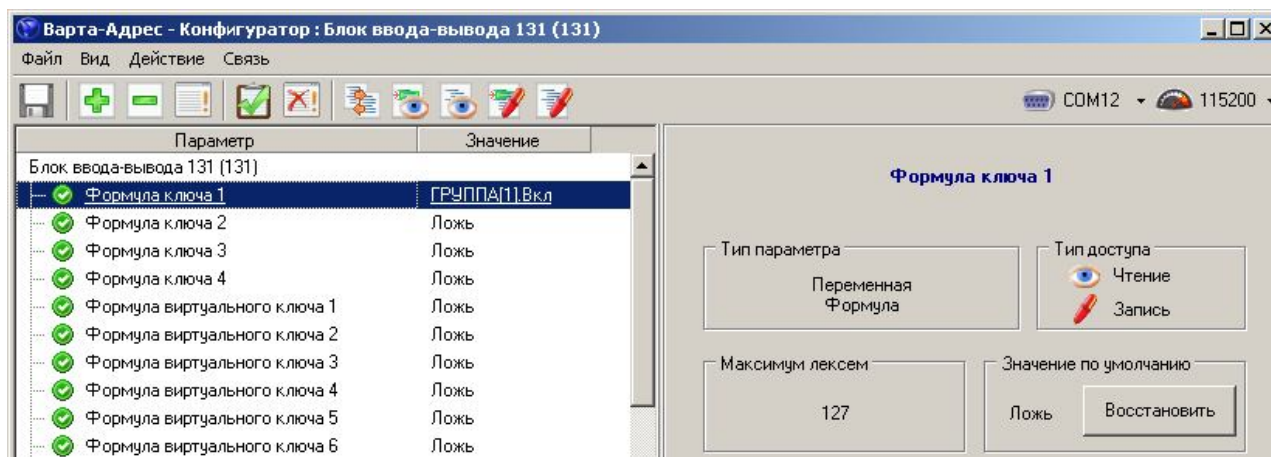 Варта-Адрес - Конфигуратор : Блок ввода-вывода 131 (131)
Файл Вид Действие Связь
COM12 115200
Параметр Значение
Блок ввода-вывода 131 (131)
Формула ключа 1 ГРУППА[1].Вкл
Формула ключа 2 Ложь
Формула ключа 3 Ложь
Формула ключа 4 Ложь
Формула виртуального ключа 1 Ложь
Формула виртуального ключа 2 Ложь
Формула виртуального ключа 3 Ложь
Формула виртуального ключа 4 Ложь
Формула виртуального ключа 5 Ложь
Формула виртуального ключа 6 Ложь
Формула ключа 1
Тип параметра
Переменная
Формула
Тип доступа
Чтение
Запись
Максимум лексем
127
Значение по умолчанию
Ложь Восстановить